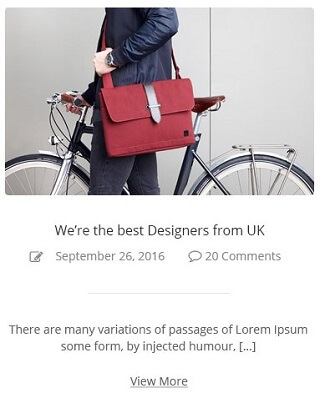 We're the best Designers from UK
September 26, 2016 20 Comments
There are many variations of passages of Lorem Ipsum
some form, by injected humour, [...]
View More